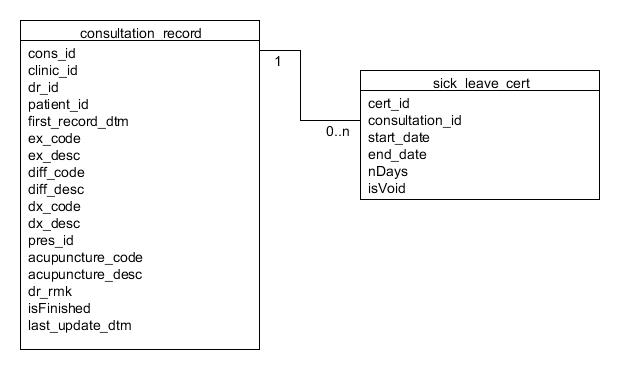 consultation_record
cons_id
clinic_id
dr_id
patient_id
first_record_dtm
ex_code
ex_desc
diff_code
diff_desc
dx_code
dx_desc
pres_id
acupuncture_code
acupuncture_desc
dr_rmk
isFinished
last_update_dtm
1
0..n
sick_leave_cert
cert_id
consultation_id
start_date
end_date
nDays
isVoid